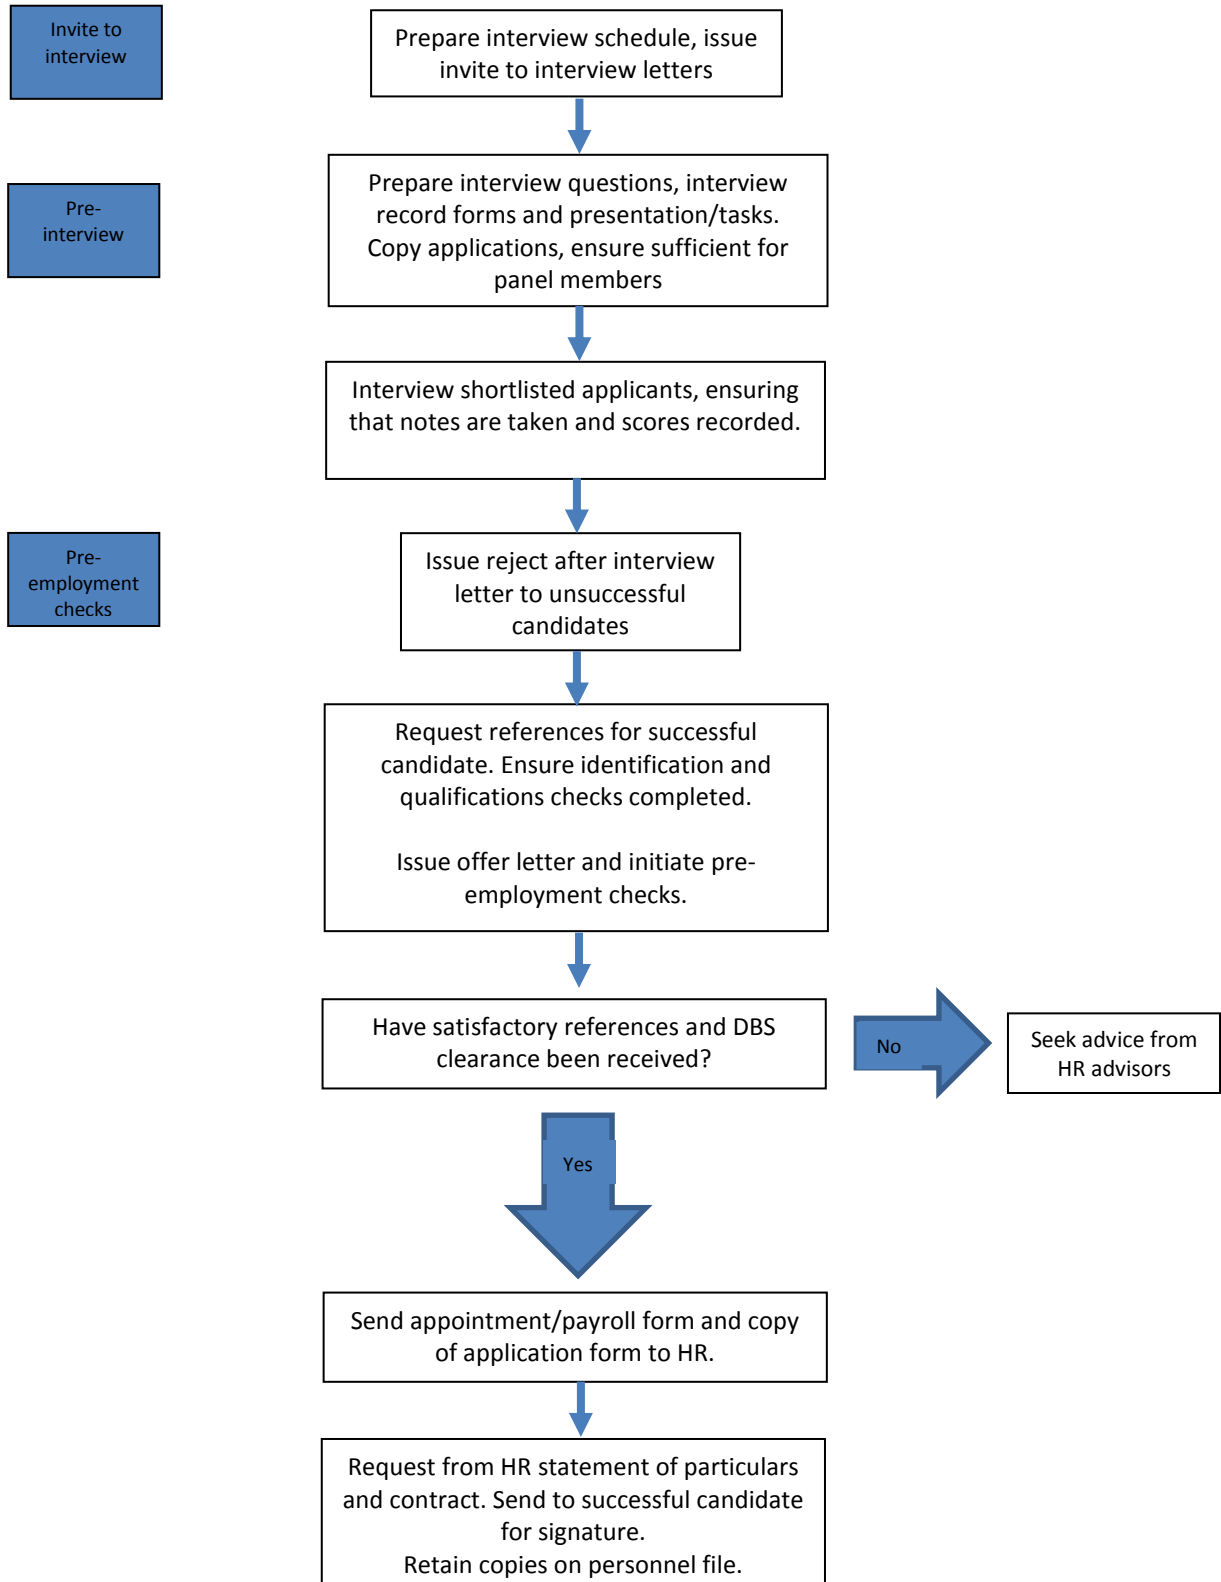 Invite to
interview
Prepare interview schedule, issue
invite to interview letters
Pre-
interview
Prepare interview questions, interview
record forms and presentation/tasks.
Copy applications, ensure sufficient for
panel members
Interview shortlisted applicants, ensuring
that notes are taken and scores recorded.
Pre-
employment
checks
Issue reject after interview
letter to unsuccessful
candidates
Request references for successful
candidate. Ensure identification and
qualifications checks completed.
Issue offer letter and initiate pre-
employment checks.
Have satisfactory references and DBS
clearance been received?
No
Seek advice from
HR advisors
Yes
Send appointment/payroll form and copy
of application form to HR.
Request from HR statement of particulars
and contract. Send to successful candidate
for signature.
Retain copies on personnel file.